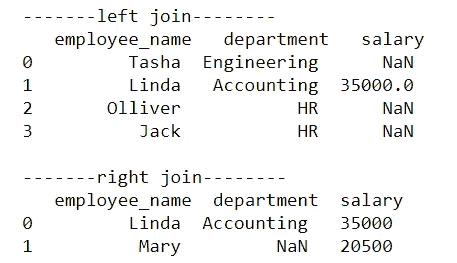 -------left join--------
employee_name department salary
0 Tasha Engineering NaN
1 Linda Accounting 35000.0
2 Olliver HR NaN
3 Jack HR NaN
-------right join--------
employee_name department salary
0 Linda Accounting 35000
1 Mary NaN 20500